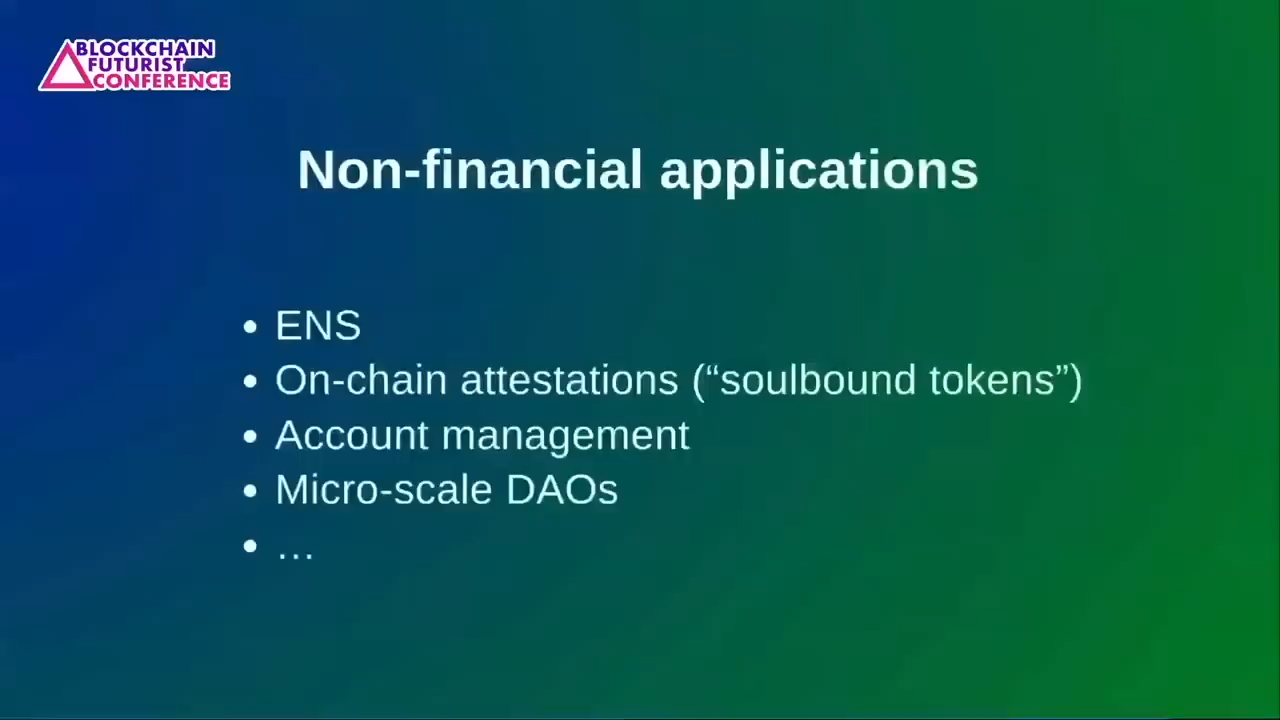 BLOCKCHAIN
FUTURIST
CONFERENCE
Non-financial applications
• ENS
• On-chain attestations (“soulbound tokens”)
• Account management
• Micro-scale DAOs
• …